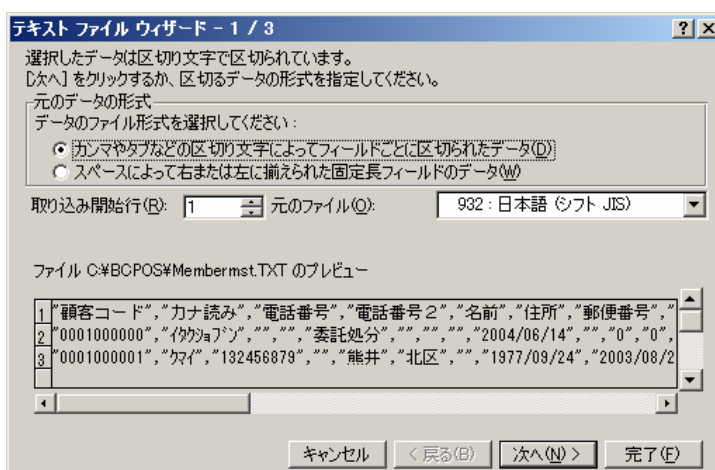 テキスト ファイル ウィザード - 1 / 3
選択したデータは区切り文字で区切られています。
[次へ] をクリックするか、区切るデータの形式を指定してください。
元のデータの形式
データのファイル形式を選択してください：
カンマやタブなどの区切り文字によってフィールドごとに区切られたデータ(D)
スペースによって右または左に揃えられた固定長フィールドのデータ(W)
取り込み開始行(R): 1 元のファイル(O): 932 : 日本語 (シフト JIS)
ファイル C:¥BCPOS¥Membermst.TXT のプレビュー
1 "顧客コード","カナ読み","電話番号","電話番号２","名前","住所","郵便番号","
2 "0001000000","ｲﾀｸｼｮﾌﾞﾝ","","","委託処分","","","","2004/06/14","","0","0",
3 "0001000001","ｸﾏｲ","132456879","","熊井","北区","","1977/09/24","2003/08/2
キャンセル < 戻る(B) 次へ(N) > 完了(F)